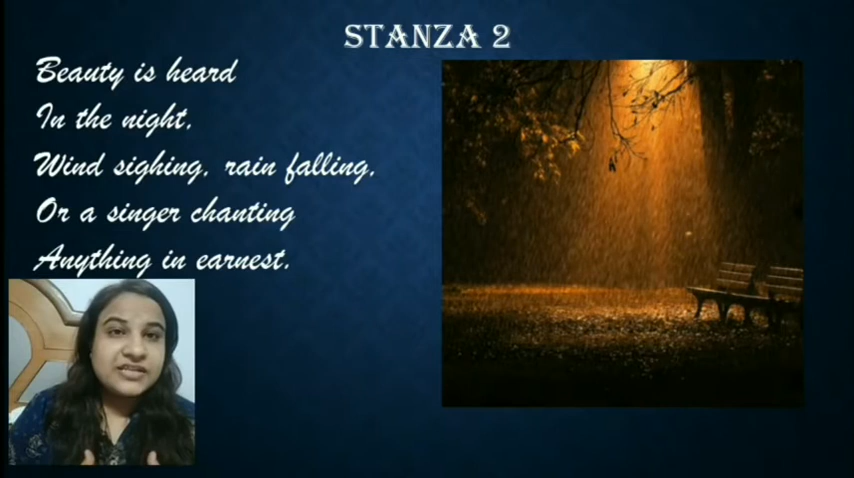 STANZA 2
Beauty is heard
In the night,
Wind sighing, rain falling,
Or a singer chanting
Anything in earnest.